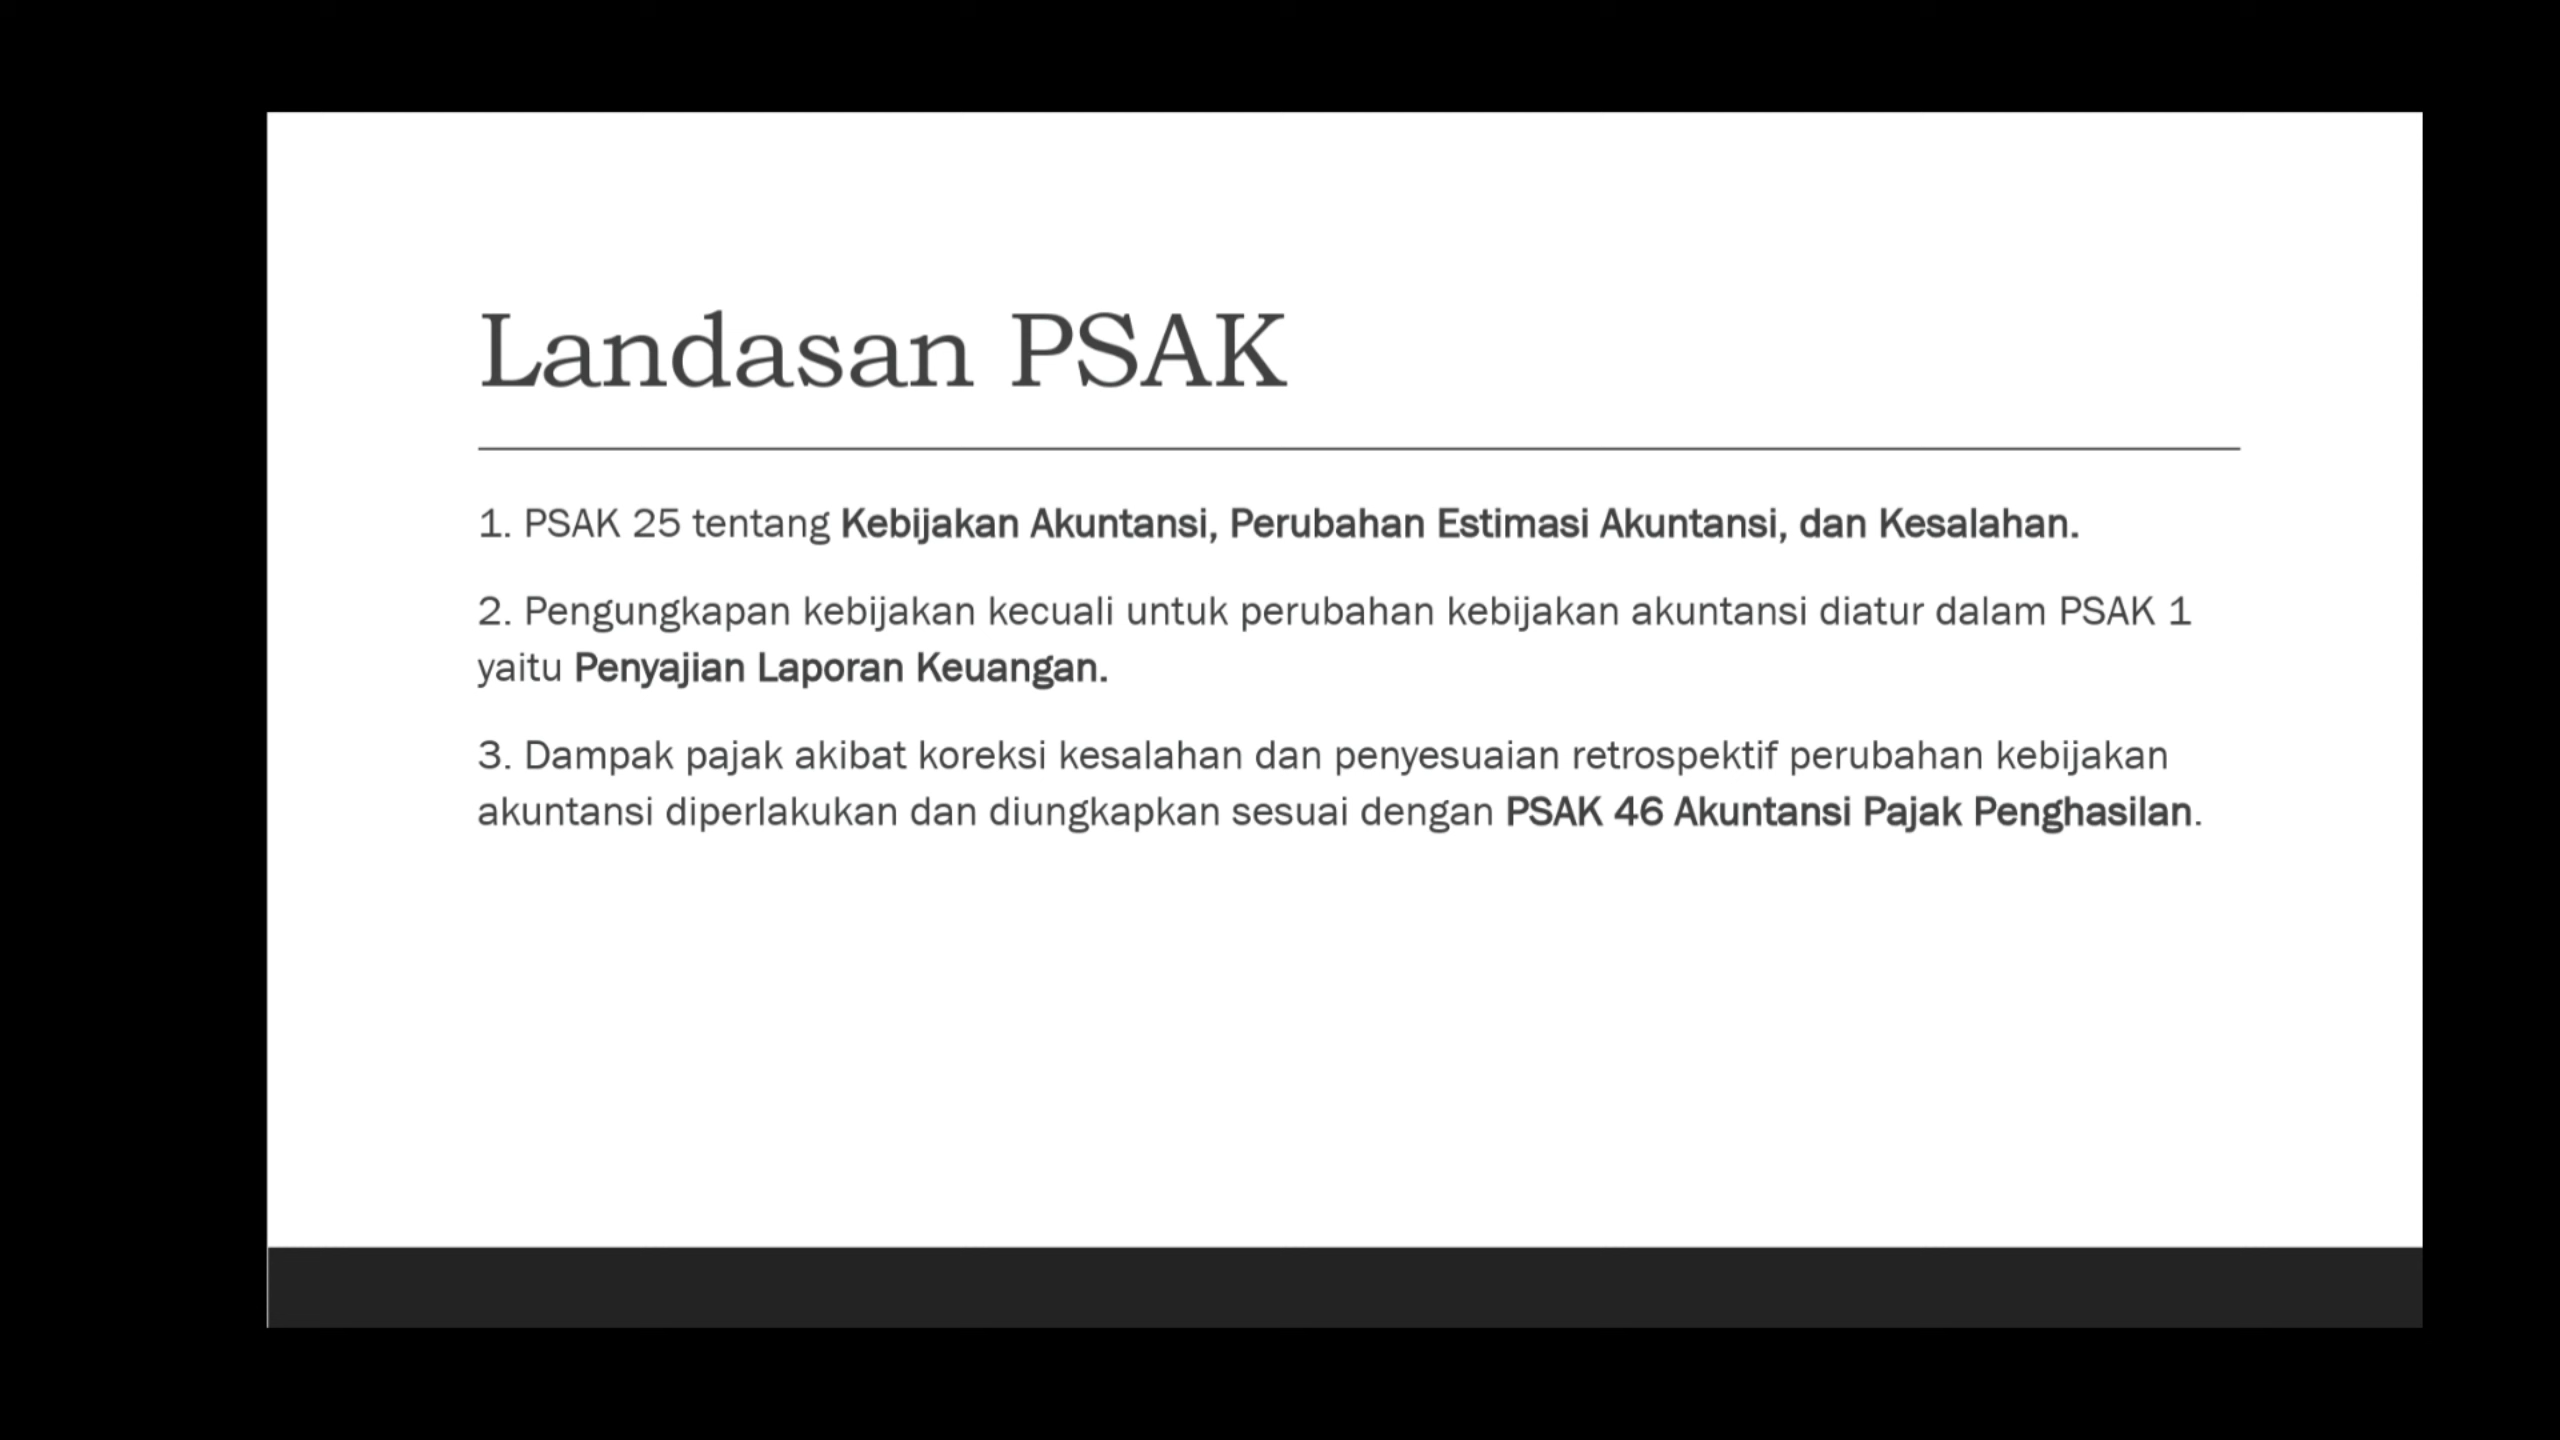 Landasan PSAK
1. PSAK 25 tentang Kebijakan Akuntansi, Perubahan Estimasi Akuntansi, dan Kesalahan.
2. Pengungkapan kebijakan kecuali untuk perubahan kebijakan akuntansi diatur dalam PSAK 1
yaitu Penyajian Laporan Keuangan.
3. Dampak pajak akibat koreksi kesalahan dan penyesuaian retrospektif perubahan kebijakan
akuntansi diperlakukan dan diungkapkan sesuai dengan PSAK 46 Akuntansi Pajak Penghasilan.